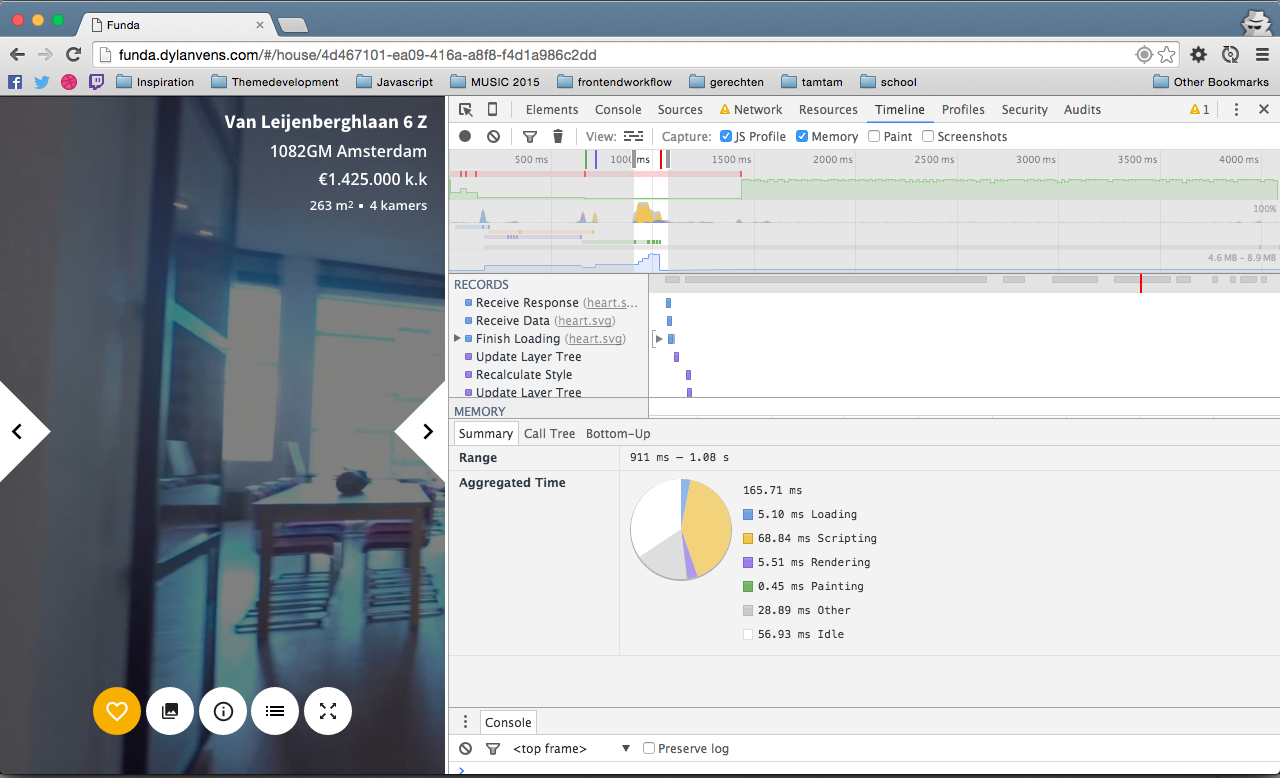 Funda
funda.dylanvens.com/#/house/4d467101-ea09-416a-a8f8-f4d1a986c2dd
Inspiration Themedevelopment Javascript MUSiC 2015 frontendworkflow gerechten tamtam school Other Bookmarks
Van Leijenberghlaan 6 Z
1082GM Amsterdam
€1.425.000 k.k
263 m² • 4 kamers
Elements Console Sources Network Resources Timeline Profiles Security Audits 1
View: Capture: JS Profile Memory Paint Screenshots
500 ms 1000 ms 1500 ms 2000 ms 2500 ms 3000 ms 3500 ms 4000 ms
100%
4.6 MB – 8.9 MB
RECORDS
Receive Response (heart.s...
Receive Data (heart.svg)
Finish Loading (heart.svg)
Update Layer Tree
Recalculate Style
Update Layer Tree
MEMORY
Summary Call Tree Bottom-Up
Range 911 ms – 1.08 s
Aggregated Time
165.71 ms
5.10 ms Loading
68.84 ms Scripting
5.51 ms Rendering
0.45 ms Painting
28.89 ms Other
56.93 ms Idle
Console
<top frame> Preserve log